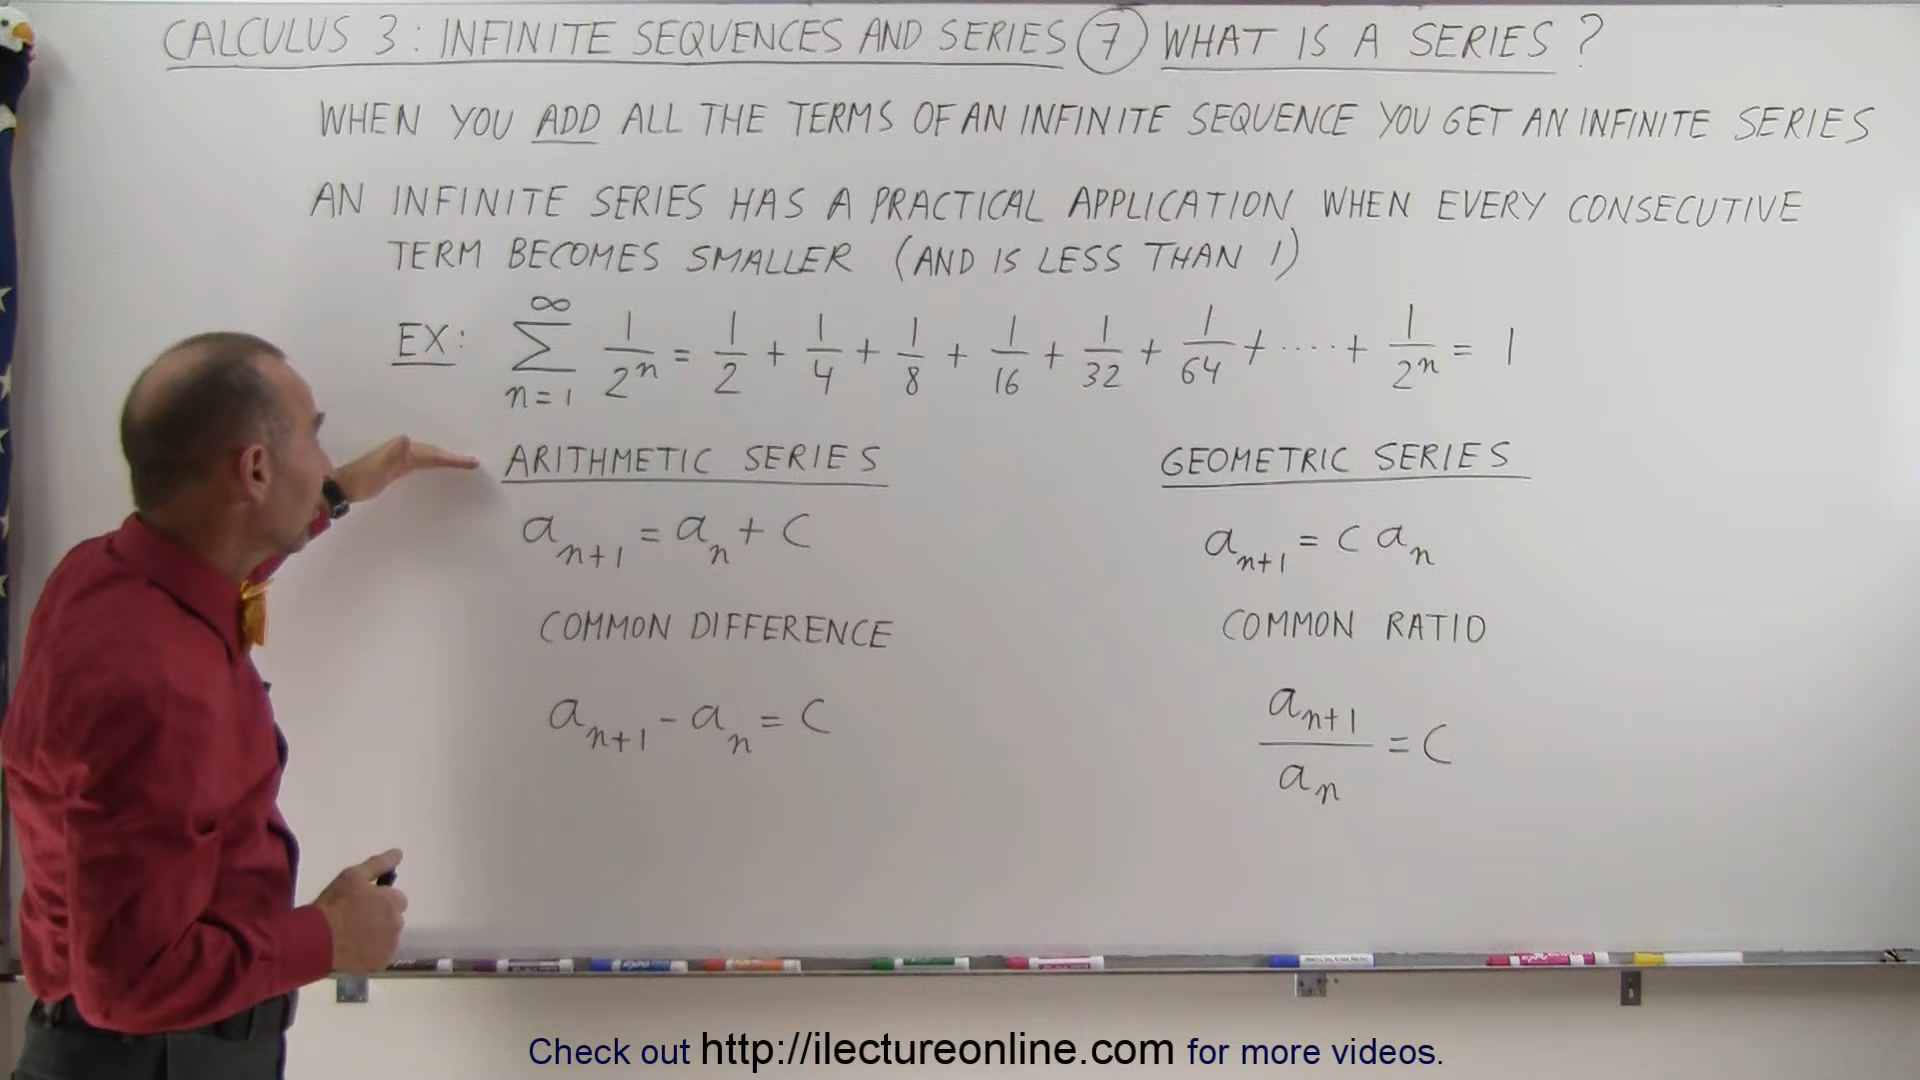 CALCULUS 3: INFINITE SEQUENCES AND SERIES 7 WHAT IS A SERIES?
WHEN YOU ADD ALL THE TERMS OF AN INFINITE SEQUENCE YOU GET AN INFINITE SERIES
AN INFINITE SERIES HAS A PRACTICAL APPLICATION WHEN EVERY CONSECUTIVE
TERM BECOMES SMALLER (AND IS LESS THAN 1)
EX: ∑_{n=1}^{∞} 1/2^n = 1/2 + 1/4 + 1/8 + 1/16 + 1/32 + 1/64 + ···· + 1/2^n = 1
ARITHMETIC SERIES
a_{n+1} = a_n + C
COMMON DIFFERENCE
a_{n+1} - a_n = C
GEOMETRIC SERIES
a_{n+1} = C a_n
COMMON RATIO
a_{n+1}/a_n = C
Check out http://ilectureonline.com for more videos.